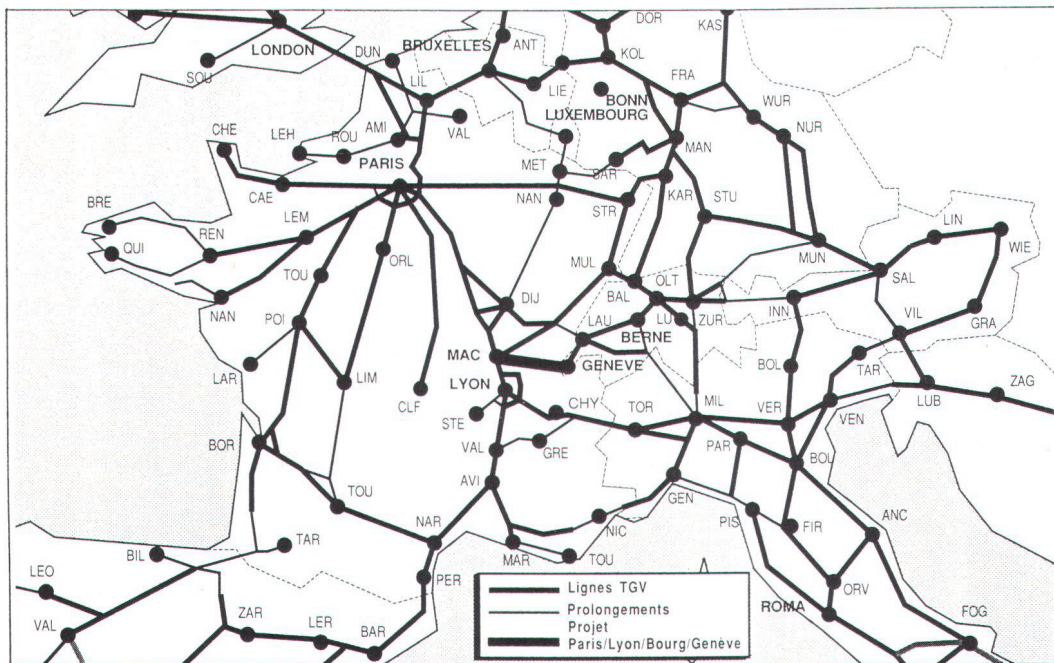 DOR
KAS
LONDON
DUN
BRUXELLES
ANT
KOL
SOU
LIL
LIE
FRA
BONN
LUXEMBOURG
WUR
NUR
CHE
LEH
ROU
AMI
VAL
MAN
PARIS
MET
SAR
CAE
NAN
STR
KAR
STU
BRE
LEM
LIN
QUI
REN
WIE
ORL
MUN
TOU
MUL
BAL
OLT
SAL
NAN
DIJ
ZUR
INN
VIL
POI
LAU
LU
BERNE
GRA
MAC
GENEVE
BOL
TAR
LAR
LIM
CLF
LYON
CHY
TOR
MIL
VER
VEN
LUB
ZAG
STE
BOR
VAL
GRE
PAR
BOL
TOU
AVI
GEN
NAR
NIC
PIS
FIR
ANC
BIL
TAR
MAR
TOU
LEO
PER
ORV
VAL
ZAR
LER
BAR
ROMA
FOG
Lignes TGV
Prolongements
Projet
Paris/Lyon/Bourg/Genève